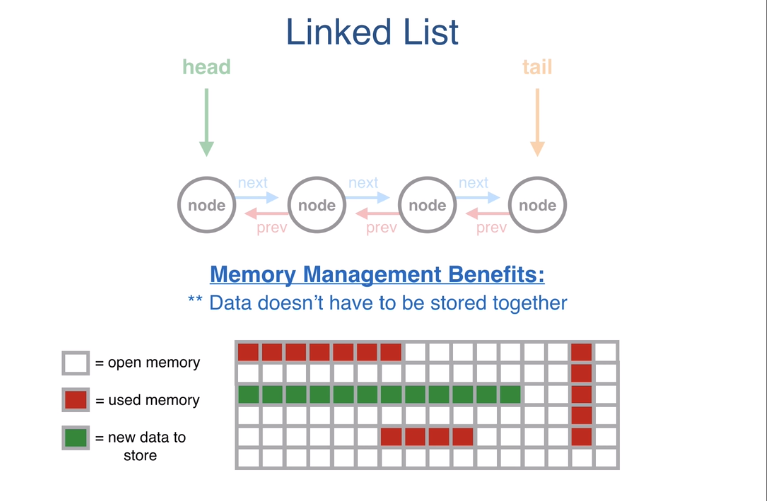 Linked List
head
tail
next
next
next
node
node
node
node
prev
prev
prev
Memory Management Benefits:
** Data doesn't have to be stored together
= open memory
= used memory
= new data to
store